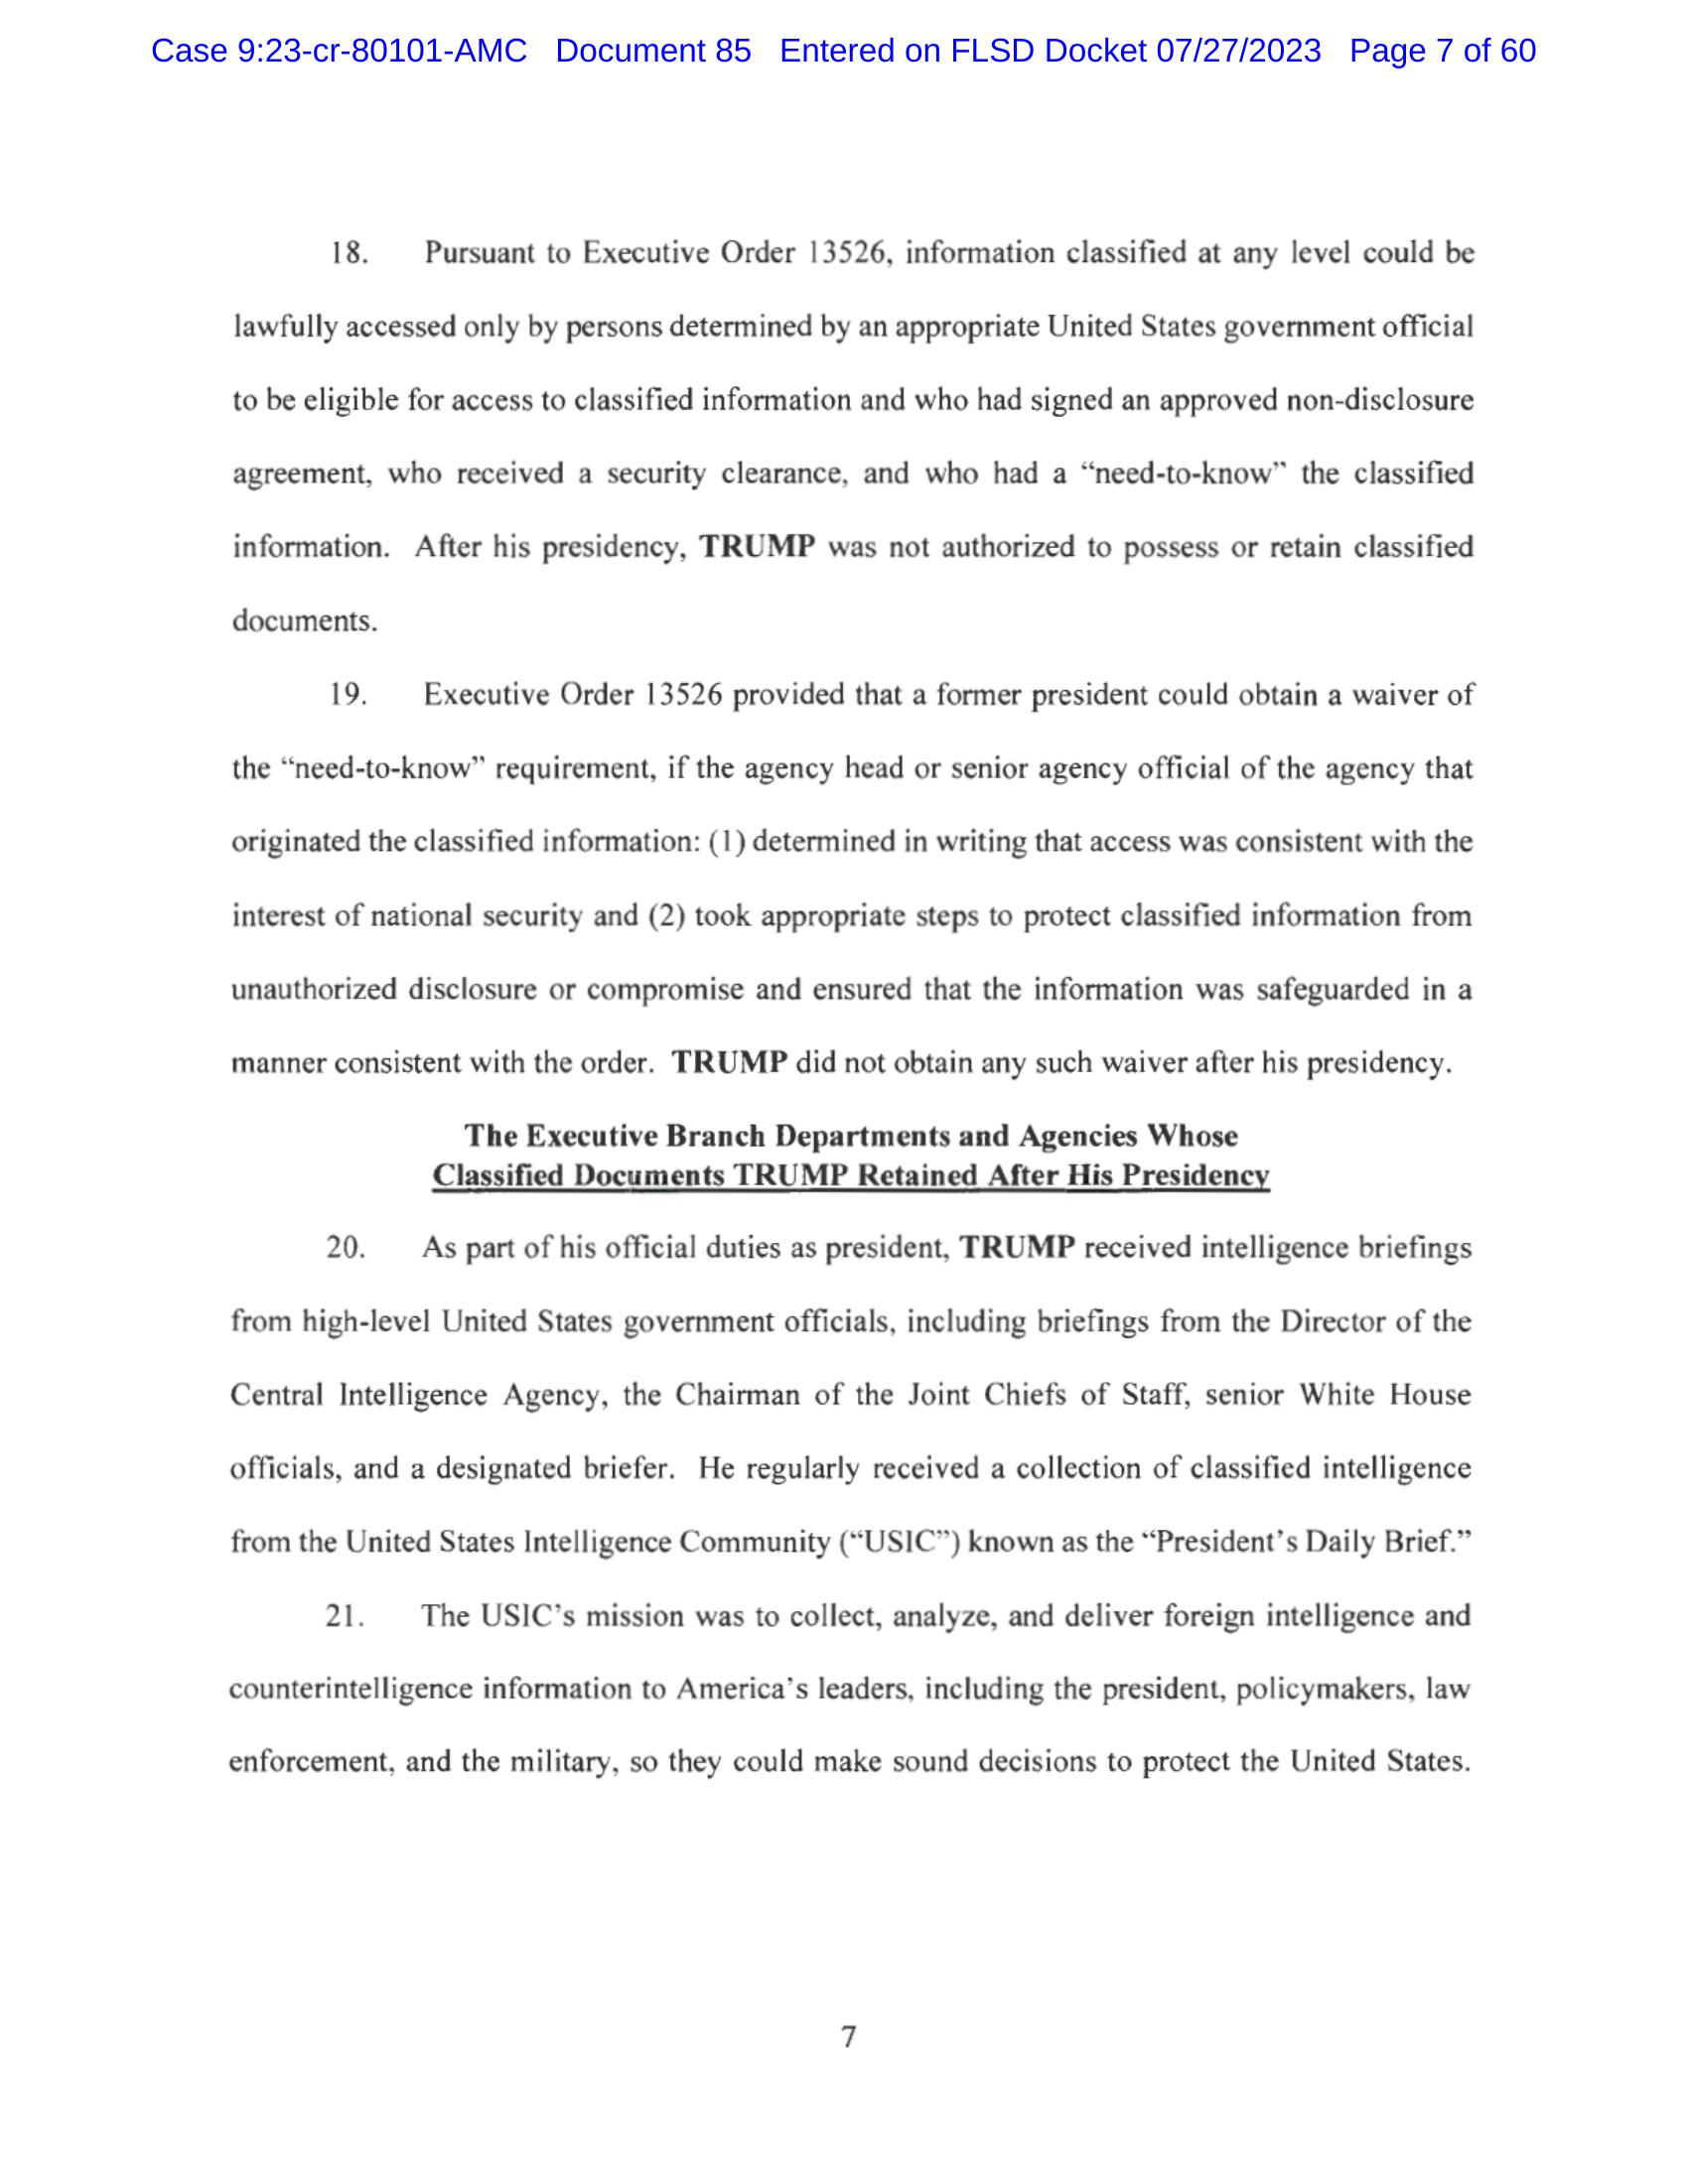 Case 9:23-cr-80101-AMC Document 85 Entered on FLSD Docket 07/27/2023 Page 7 of 60
18. Pursuant to Executive Order 13526, information classified at any level could be
lawfully accessed only by persons determined by an appropriate United States government official
to be eligible for access to classified information and who had signed an approved non-disclosure
agreement, who received a security clearance, and who had a “need-to-know” the classified
information. After his presidency, TRUMP was not authorized to possess or retain classified
documents.
19. Executive Order 13526 provided that a former president could obtain a waiver of
the “need-to-know” requirement, if the agency head or senior agency official of the agency that
originated the classified information: (1) determined in writing that access was consistent with the
interest of national security and (2) took appropriate steps to protect classified information from
unauthorized disclosure or compromise and ensured that the information was safeguarded in a
manner consistent with the order. TRUMP did not obtain any such waiver after his presidency.
The Executive Branch Departments and Agencies Whose
Classified Documents TRUMP Retained After His Presidency
20. As part of his official duties as president, TRUMP received intelligence briefings
from high-level United States government officials, including briefings from the Director of the
Central Intelligence Agency, the Chairman of the Joint Chiefs of Staff, senior White House
officials, and a designated briefer. He regularly received a collection of classified intelligence
from the United States Intelligence Community (“USIC”) known as the “President’s Daily Brief.”
21. The USIC’s mission was to collect, analyze, and deliver foreign intelligence and
counterintelligence information to America’s leaders, including the president, policymakers, law
enforcement, and the military, so they could make sound decisions to protect the United States.
7